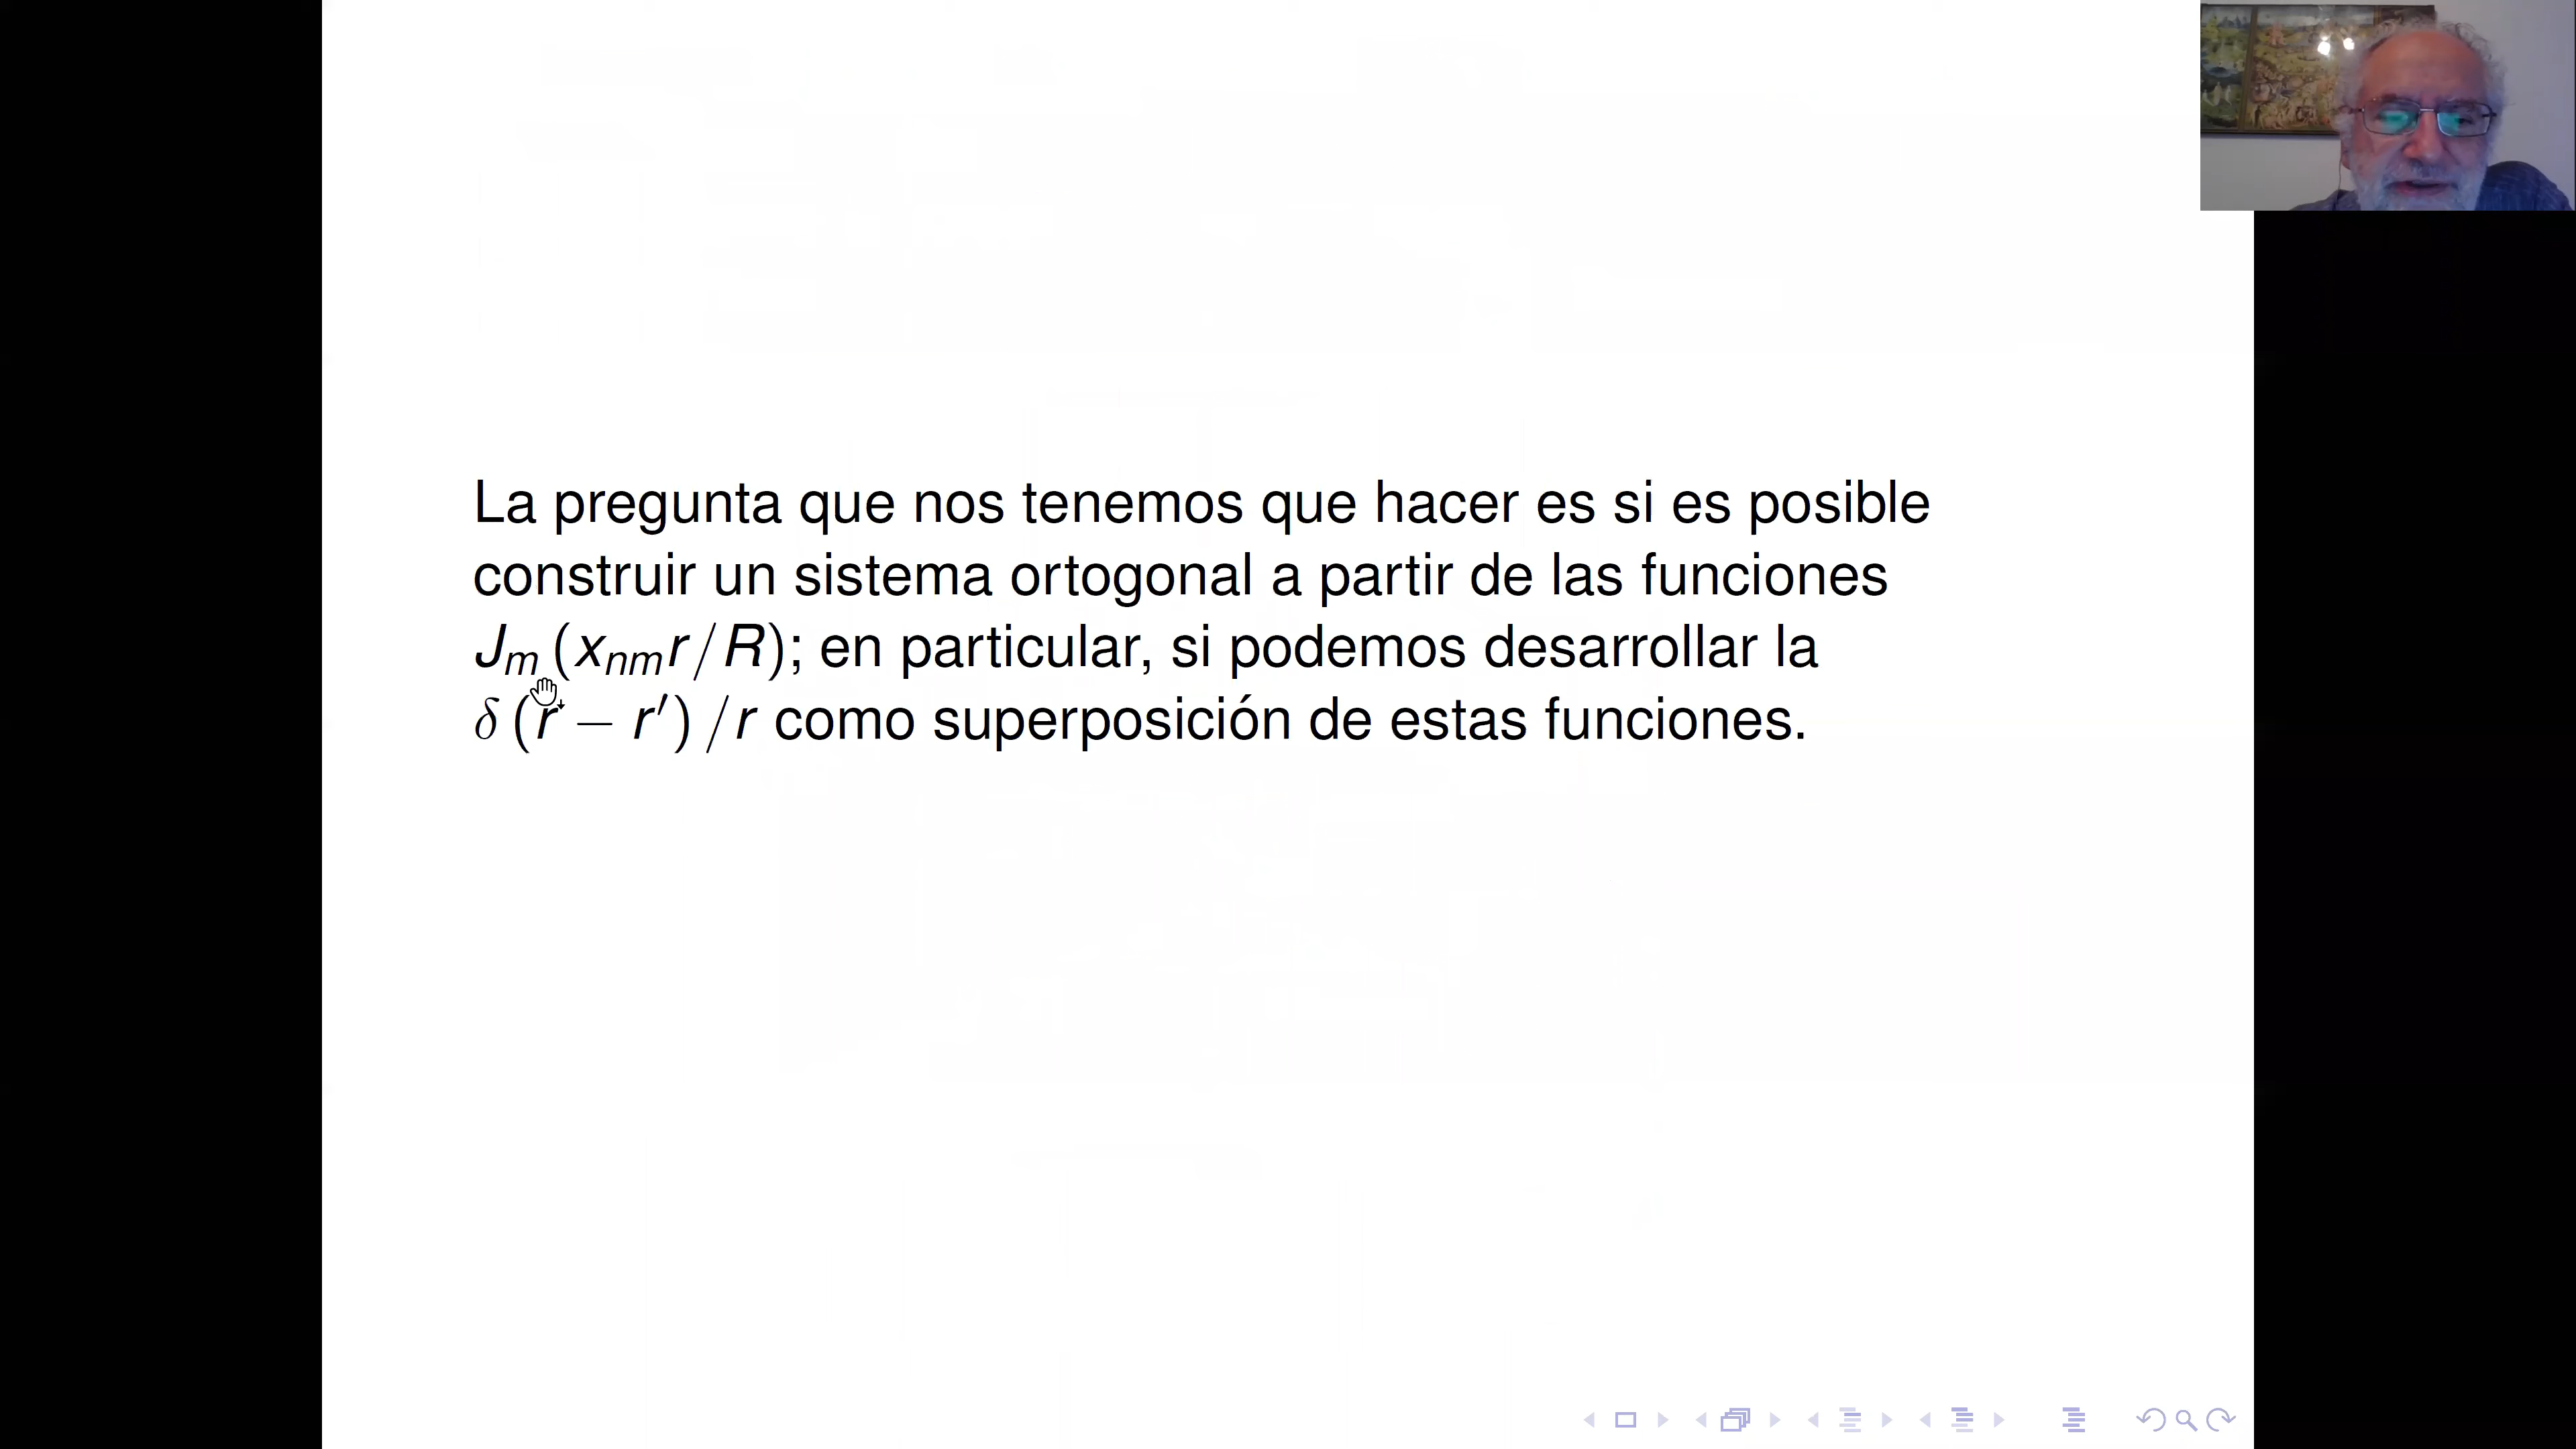 La pregunta que nos tenemos que hacer es si es posible
construir un sistema ortogonal a partir de las funciones
Jₘ (xₙₘr/R); en particular, si podemos desarrollar la
δ (r − r′) /r como superposición de estas funciones.